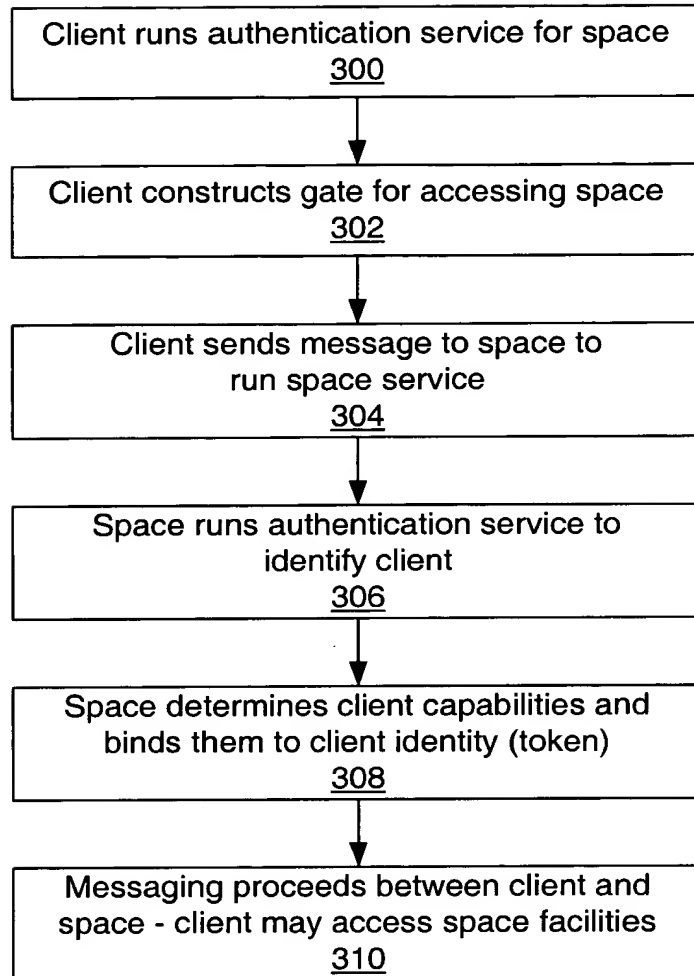 Client runs authentication service for space
300
Client constructs gate for accessing space
302
Client sends message to space to
run space service
304
Space runs authentication service to
identify client
306
Space determines client capabilities and
binds them to client identity (token)
308
Messaging proceeds between client and
space - client may access space facilities
310